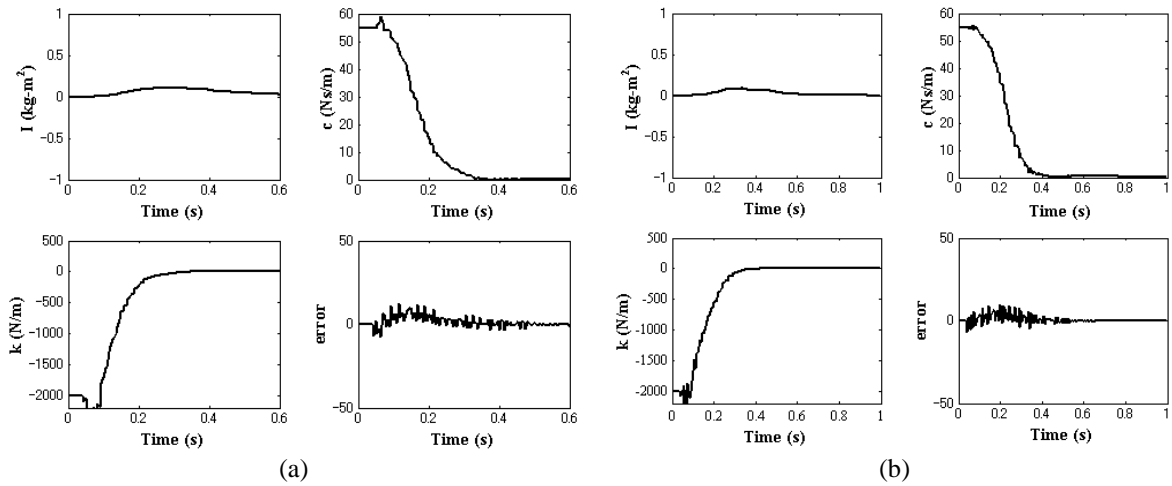 1
0.5
0
−0.5
−1
I (kg-m²)
0 0.2 0.4 0.6
Time (s)
60
50
40
30
20
10
0
c (Ns/m)
0 0.2 0.4 0.6
Time (s)
1
0.5
0
−0.5
−1
I (kg-m²)
0 0.2 0.4 0.6 0.8 1
Time (s)
60
50
40
30
20
10
0
c (Ns/m)
0 0.2 0.4 0.6 0.8 1
Time (s)
500
0
−500
−1000
−1500
−2000
k (N/m)
0 0.2 0.4 0.6
Time (s)
50
0
−50
error
0 0.2 0.4 0.6
Time (s)
500
0
-500
-1000
-1500
-2000
k (N/m)
0 0.2 0.4 0.6 0.8 1
Time (s)
50
0
−50
error
0 0.2 0.4 0.6 0.8 1
Time (s)
(a)
(b)